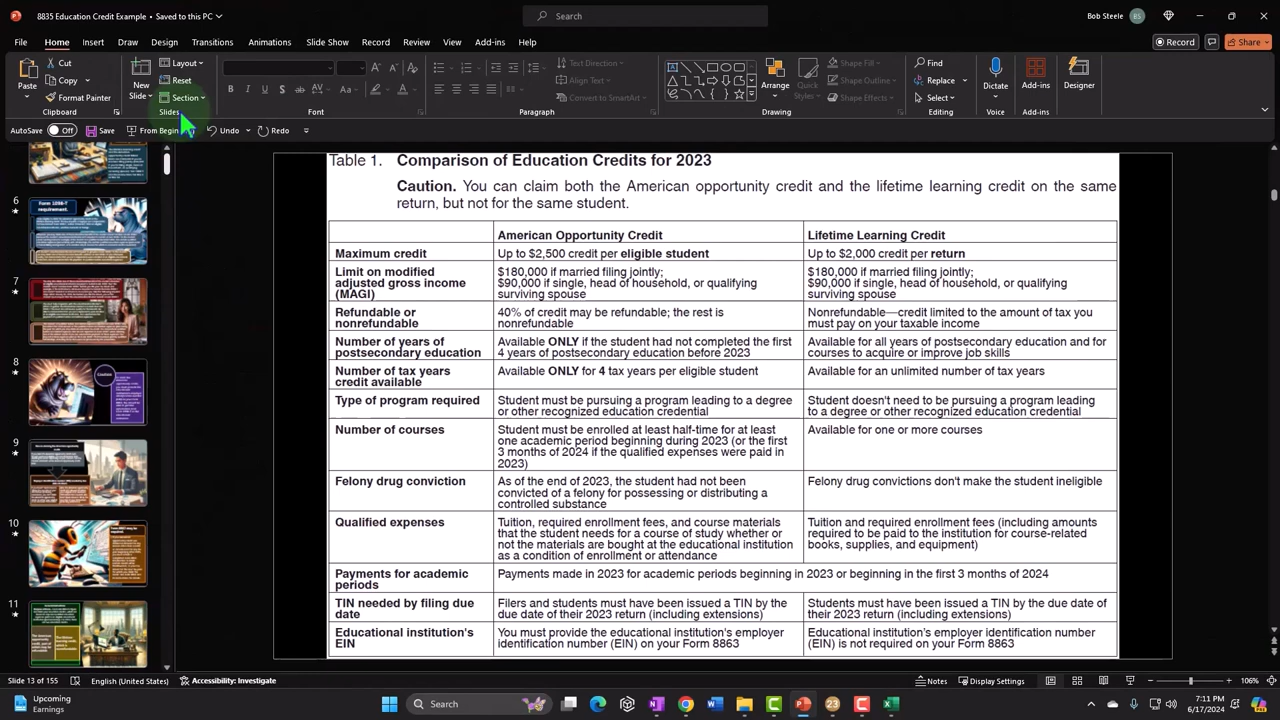 8835 Education Credit Example • Saved to this PC
Search
Bob Steele BS
File Home Insert Draw Design Transitions Animations Slide Show Record Review View Add-ins Help
Record Share
Paste Cut Copy Format Painter
New Slide Layout Reset Section
Text Direction Align Text
Arrange Quick Styles Shape Fill Shape Outline Shape Effects
Find Replace Select
Dictate Add-ins Designer
Clipboard Slides Font Paragraph Drawing Editing Voice Add-ins
AutoSave Off Save From Beginning Undo Redo
6
7
8
9
10
11
Table 1. Comparison of Education Credits for 2023
Caution. You can claim both the American opportunity credit and the lifetime learning credit on the same
return, but not for the same student.
American Opportunity Credit Lifetime Learning Credit
Maximum credit Up to $2,500 credit per eligible student Up to $2,000 credit per return
Limit on modified adjusted gross income (MAGI)
$180,000 if married filing jointly;
$90,000 if single, head of household, or qualifying
surviving spouse
$180,000 if married filing jointly;
$90,000 if single, head of household, or qualifying
surviving spouse
Refundable or
nonrefundable
40% of credit may be refundable; the rest is
nonrefundable
Nonrefundable—credit limited to the amount of tax you
must pay on your taxable income
Number of years of
postsecondary education
Available ONLY if the student had not completed the first
4 years of postsecondary education before 2023
Available for all years of postsecondary education and for
courses to acquire or improve job skills
Number of tax years
credit available
Available ONLY for 4 tax years per eligible student
Available for an unlimited number of tax years
Type of program required
Student must be pursuing a program leading to a degree
or other recognized education credential
Student doesn't need to be pursuing a program leading
to a degree or other recognized education credential
Number of courses
Student must be enrolled at least half-time for at least
one academic period beginning during 2023 (or the first
3 months of 2024 if the qualified expenses were paid in
2023)
Available for one or more courses
Felony drug conviction
As of the end of 2023, the student had not been
convicted of a felony for possessing or distributing a
controlled substance
Felony drug convictions don't make the student ineligible
Qualified expenses
Tuition, required enrollment fees, and course materials
that the student needs for a course of study whether or
not the materials are bought at the educational institution
as a condition of enrollment or attendance
Tuition and required enrollment fees (including amounts
required to be paid to the institution for course-related
books, supplies, and equipment)
Payments for academic
periods
Payments made in 2023 for academic periods beginning in 2023 or beginning in the first 3 months of 2024
TIN needed by filing due
date
Filers and students must have been issued a TIN by the
due date of their 2023 return (including extensions)
Students must have been issued a TIN by the due date of
their 2023 return (including extensions)
Educational institution's
EIN
You must provide the educational institution's employer
identification number (EIN) on your Form 8863
Educational institution's employer identification number
(EIN) is not required on your Form 8863
Slide 13 of 155 English (United States) Accessibility: Investigate Notes Display Settings 106%
Upcoming
Earnings
Search
7:11 PM
6/17/2024